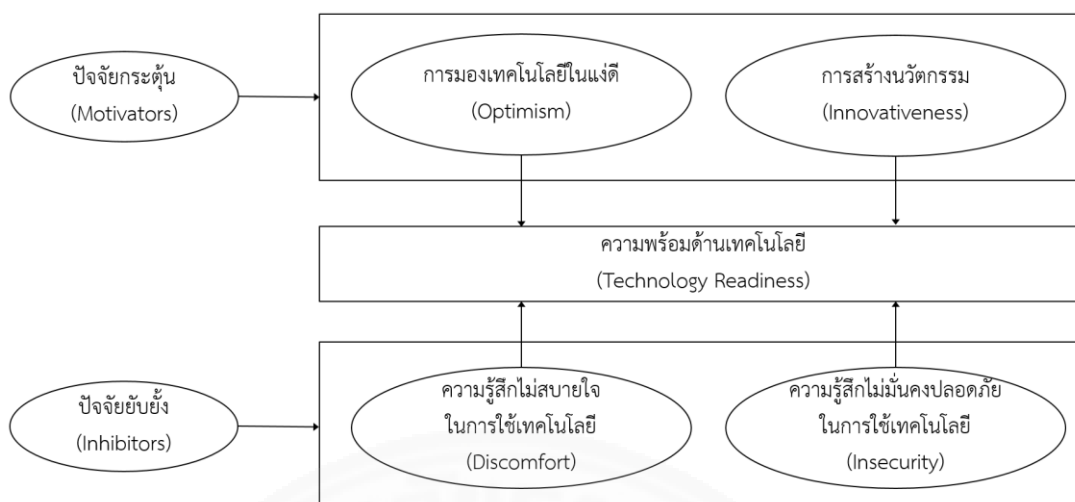 ปัจจัยกระตุ้น
(Motivators)
การมองเทคโนโลยีในแง่ดี
(Optimism)
การสร้างนวัตกรรม
(Innovativeness)
ความพร้อมด้านเทคโนโลยี
(Technology Readiness)
ปัจจัยยับยั้ง
(Inhibitors)
ความรู้สึกไม่สบายใจ
ในการใช้เทคโนโลยี
(Discomfort)
ความรู้สึกไม่มั่นคงปลอดภัย
ในการใช้เทคโนโลยี
(Insecurity)